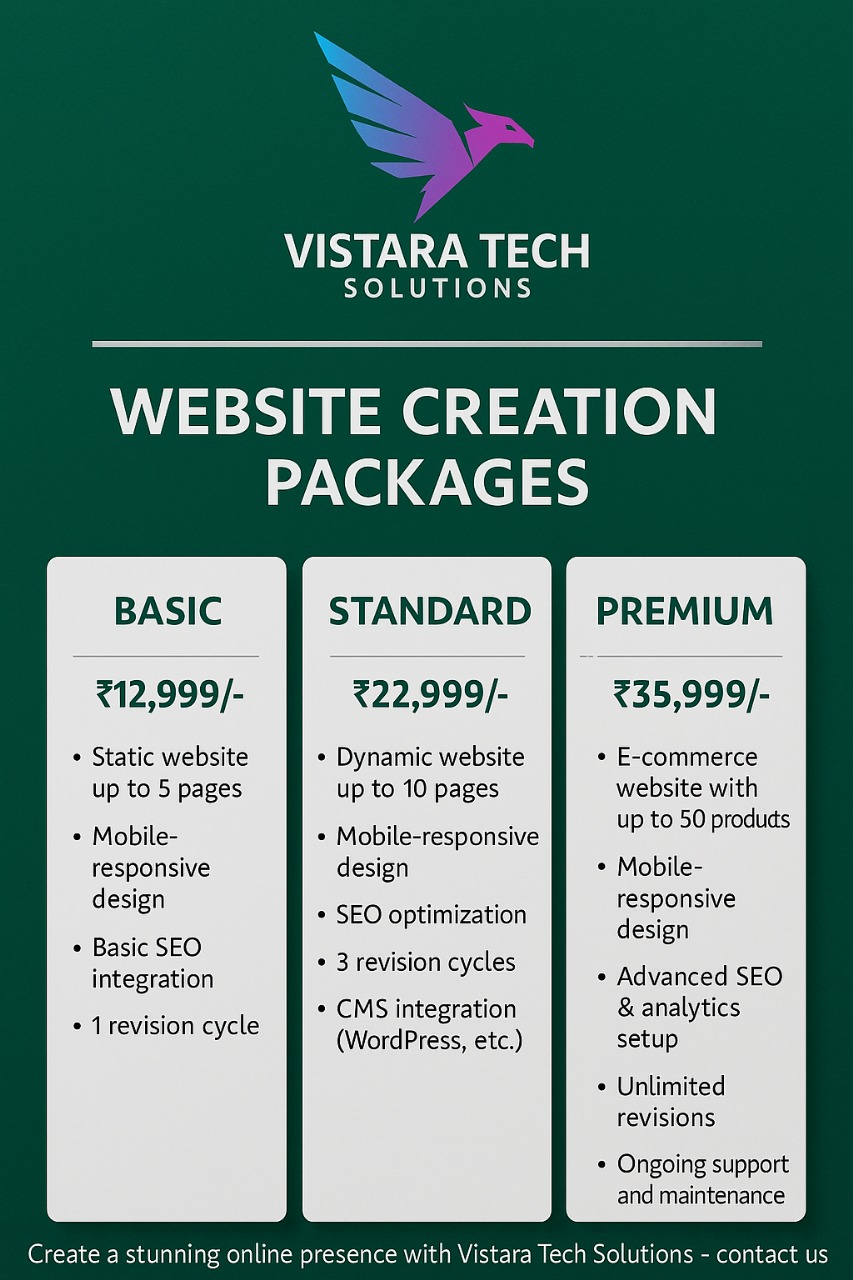 VISTARA TECH
SOLUTIONS
WEBSITE CREATION
PACKAGES
BASIC
₹12,999/-
• Static website
up to 5 pages
• Mobile-
responsive
design
• Basic SEO
integration
• 1 revision cycle
STANDARD
₹22,999/-
• Dynamic website
up to 10 pages
• Mobile-responsive
design
• SEO optimization
• 3 revision cycles
• CMS integration
(WordPress, etc.)
PREMIUM
₹35,999/-
• E-commerce
website with
up to 50 products
• Mobile-
responsive
design
• Advanced SEO
& analytics
setup
• Unlimited
revisions
• Ongoing support
and maintenance
Create a stunning online presence with Vistara Tech Solutions - contact us